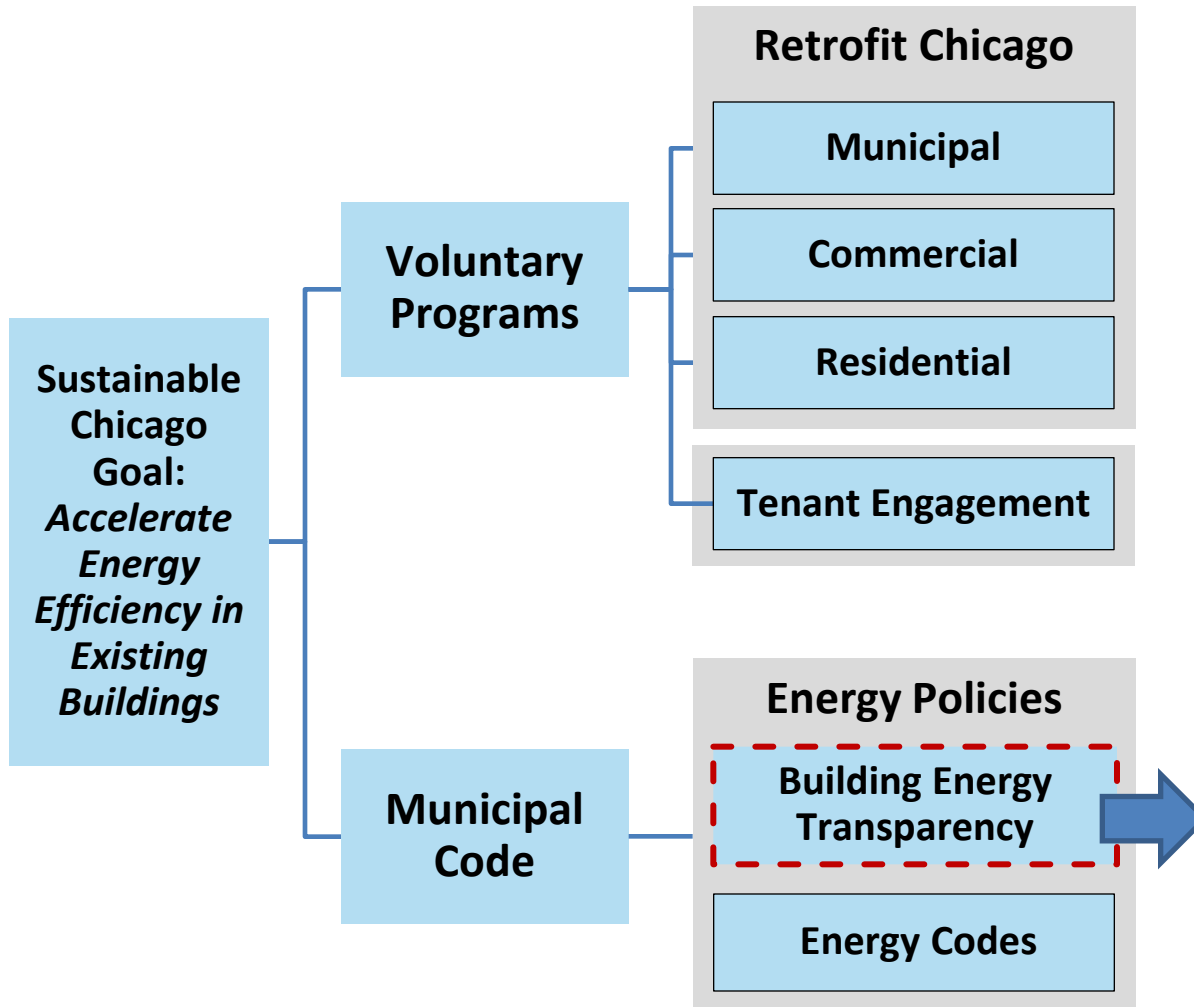 Sustainable
Chicago
Goal:
Accelerate
Energy
Efficiency in
Existing
Buildings
Voluntary
Programs
Retrofit Chicago
Municipal
Commercial
Residential
Tenant Engagement
Municipal
Code
Energy Policies
Building Energy
Transparency
Energy Codes